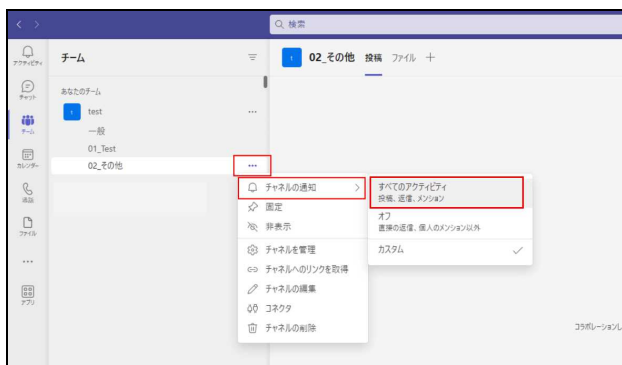 検索
アクティビティ
チャット
チーム
カレンダー
通話
ファイル
アプリ
チーム
あなたのチーム
t test
一般
01_Test
02_その他
t 02_その他 投稿 ファイル
チャネルの通知
固定
非表示
チャネルを管理
チャネルへのリンクを取得
チャネルの編集
コネクタ
チャネルの削除
すべてのアクティビティ
投稿、返信、メンション
オフ
直接の返信、個人のメンション以外
カスタム
コラボレーションし